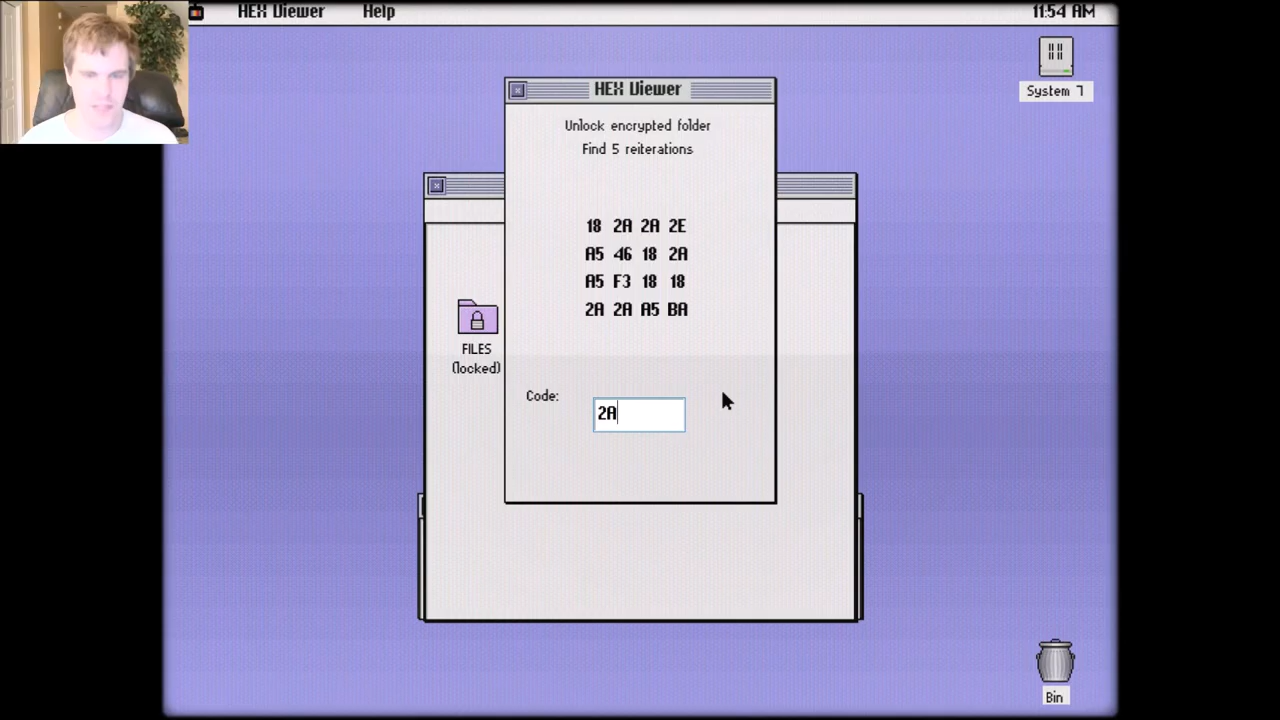 HEX Viewer Help 11:54 AM
System 7
HEX Viewer
Unlock encrypted folder
Find 5 reiterations
18 2A 2A 2E
A5 46 18 2A
A5 F3 18 18
2A 2A A5 BA
FILES
(locked)
Code:
2A
Bin